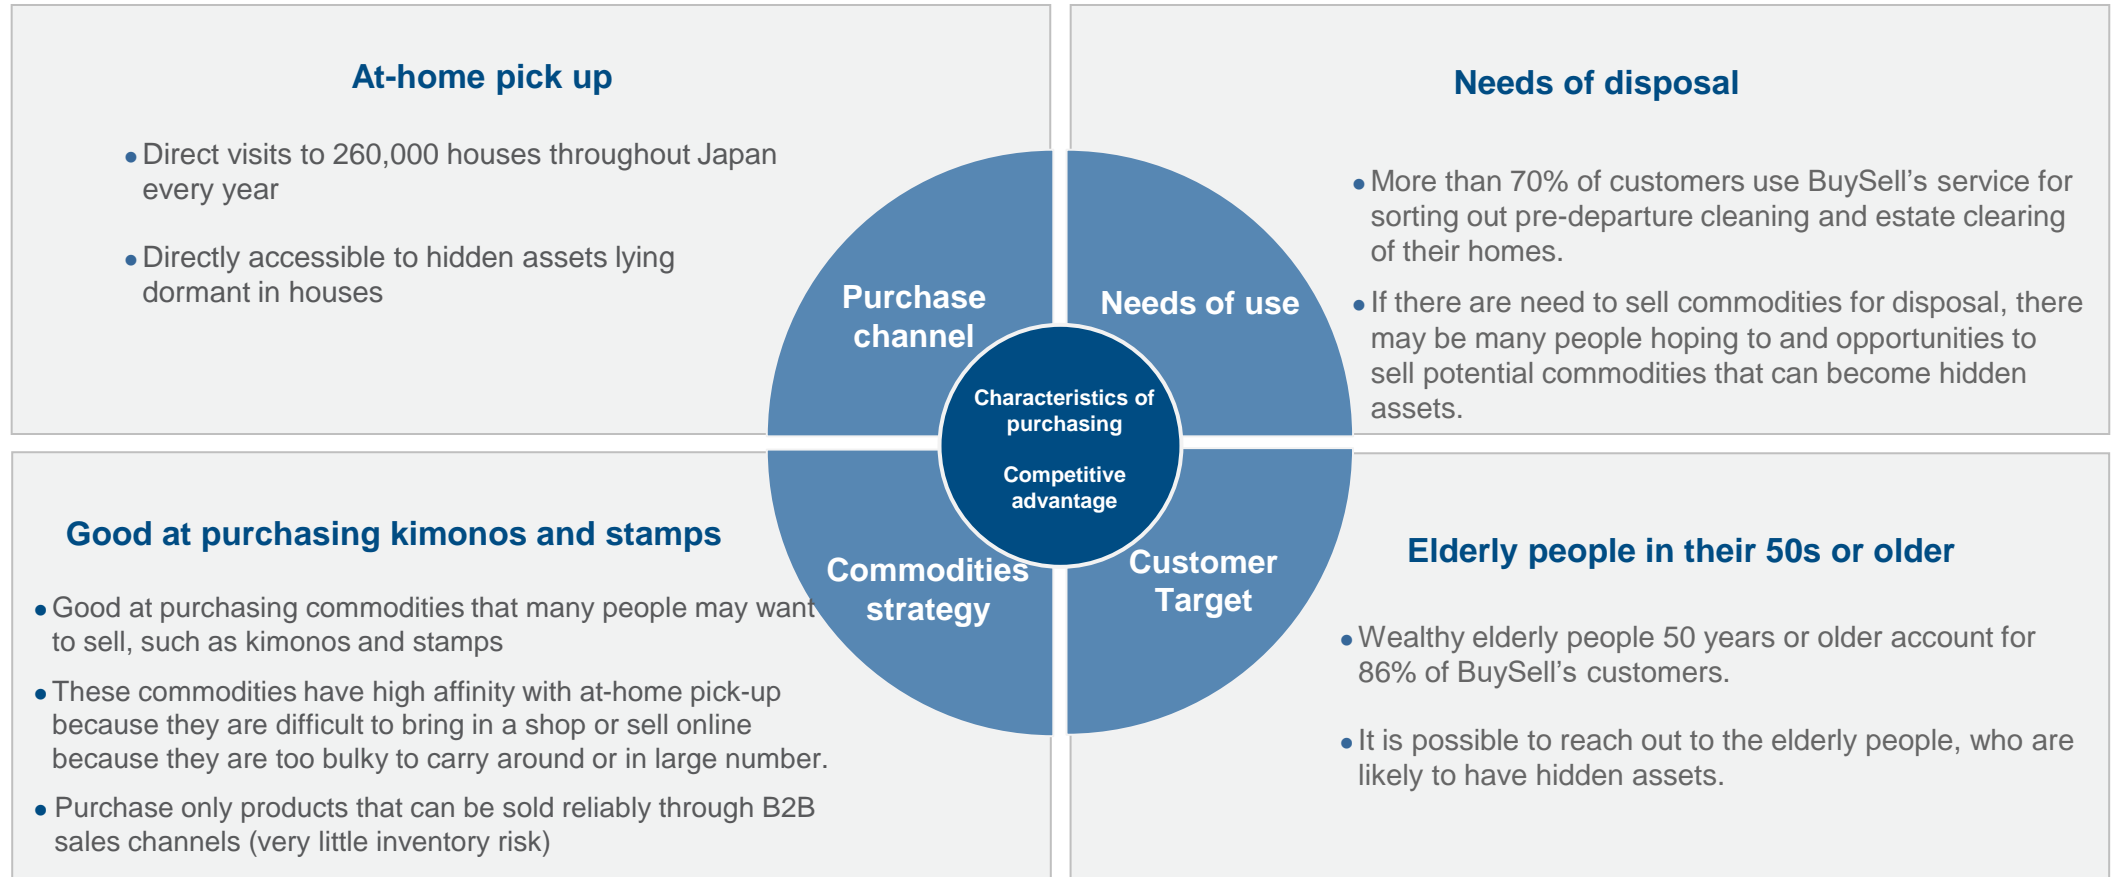 At-home pick up
● Direct visits to 260,000 houses throughout Japan
every year
● Directly accessible to hidden assets lying
dormant in houses
Needs of disposal
● More than 70% of customers use BuySell’s service for
sorting out pre-departure cleaning and estate clearing
of their homes.
● If there are need to sell commodities for disposal, there
may be many people hoping to and opportunities to
sell potential commodities that can become hidden
assets.
Purchase
channel
Needs of use
Characteristics of
purchasing
Competitive
advantage
Commodities
strategy
Customer
Target
Good at purchasing kimonos and stamps
● Good at purchasing commodities that many people may want
to sell, such as kimonos and stamps
● These commodities have high affinity with at-home pick-up
because they are difficult to bring in a shop or sell online
because they are too bulky to carry around or in large number.
● Purchase only products that can be sold reliably through B2B
sales channels (very little inventory risk)
Elderly people in their 50s or older
● Wealthy elderly people 50 years or older account for
86% of BuySell’s customers.
● It is possible to reach out to the elderly people, who are
likely to have hidden assets.